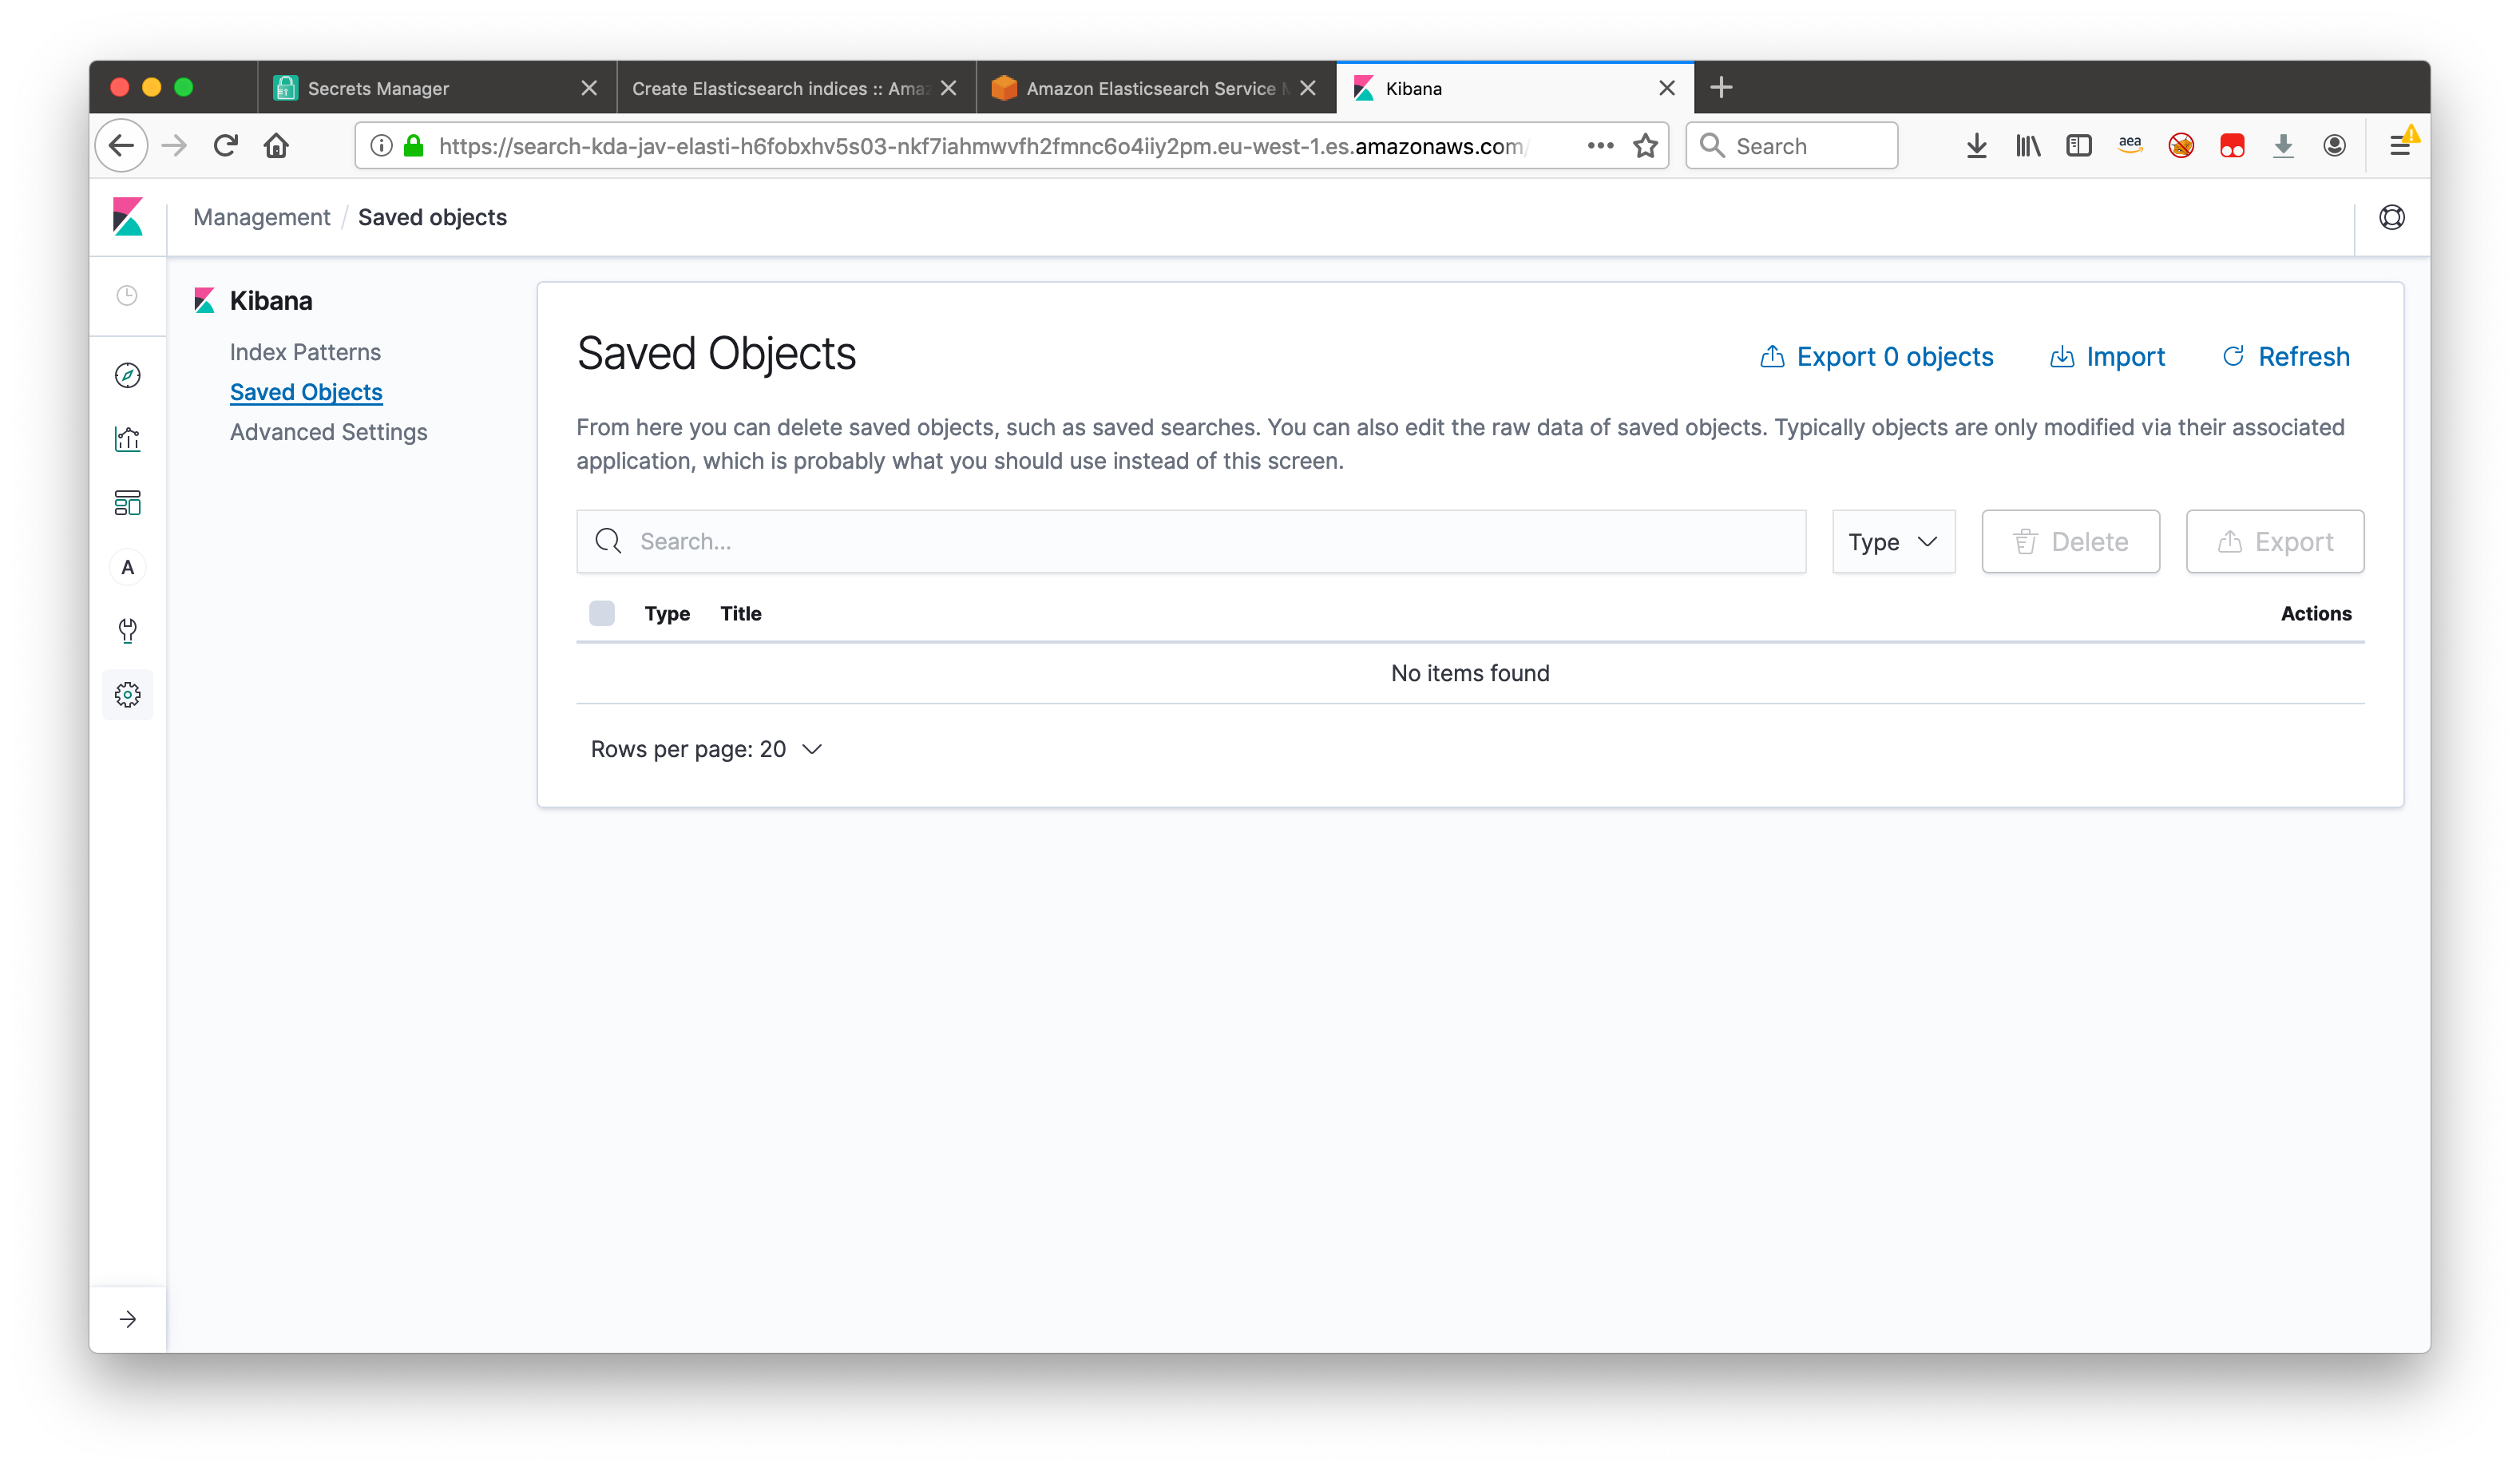 Secrets Manager
Create Elasticsearch indices :: Ama
Amazon Elasticsearch Service
Kibana
https://search-kda-jav-elasti-h6fobxhv5s03-nkf7iahmwvfh2fmnc6o4iiy2pm.eu-west-1.es.amazonaws.com/
Search
aea
Management / Saved objects
Kibana
Index Patterns
Saved Objects
Advanced Settings
A
Saved Objects
Export 0 objects
Import
Refresh
From here you can delete saved objects, such as saved searches. You can also edit the raw data of saved objects. Typically objects are only modified via their associated
application, which is probably what you should use instead of this screen.
Search...
Type
Delete
Export
Type Title Actions
No items found
Rows per page: 20